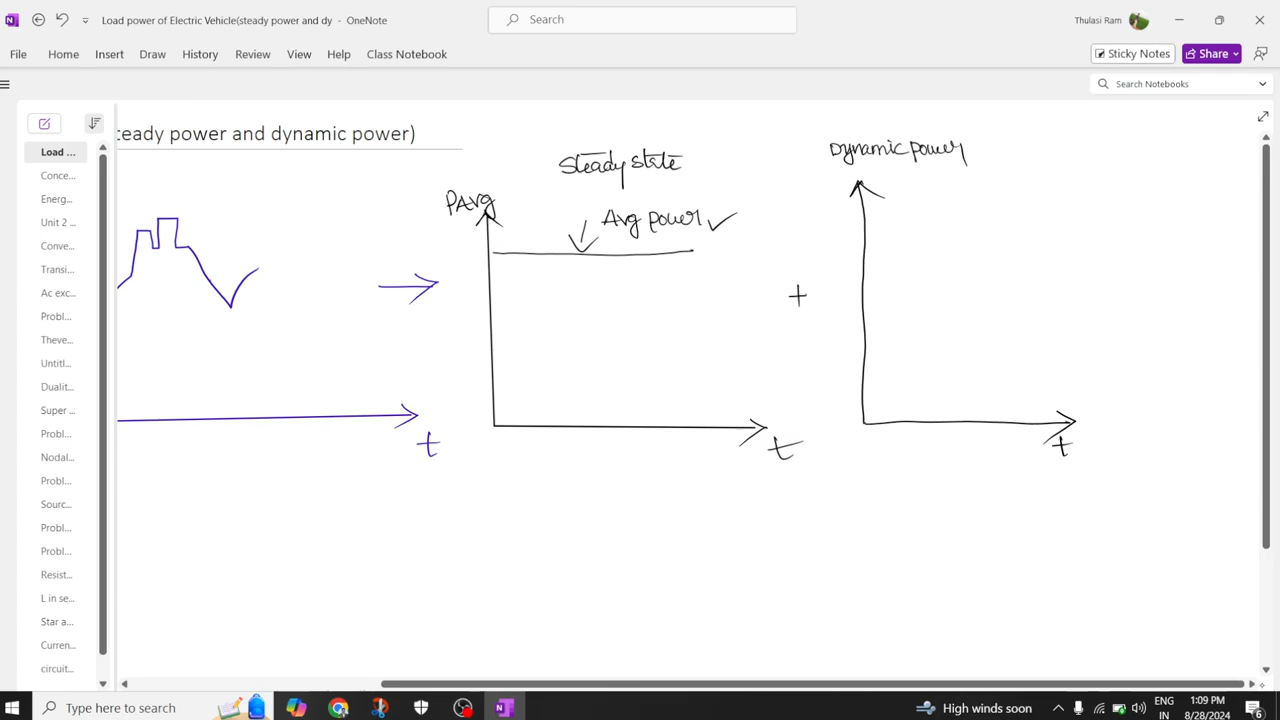 Load power of Electric Vehicle(steady power and dy - OneNote
Search
Thulasi Ram
File Home Insert Draw History Review View Help Class Notebook
Sticky Notes
Share
Search Notebooks
teady power and dynamic power)
Load ...
Conce...
Energ...
Unit 2 ...
Conve...
Transi...
Ac exc...
Probl...
Theve...
Untitl...
Dualit...
Super ...
Probl...
Nodal...
Probl...
Sourc...
Probl...
Probl...
Resist...
L in se...
Star a...
Curren...
circuit...
Steady state
PAvg
Avg power
Dynamic power
+
t
t
t
Type here to search
High winds soon
ENG
IN
1:09 PM
8/28/2024
6